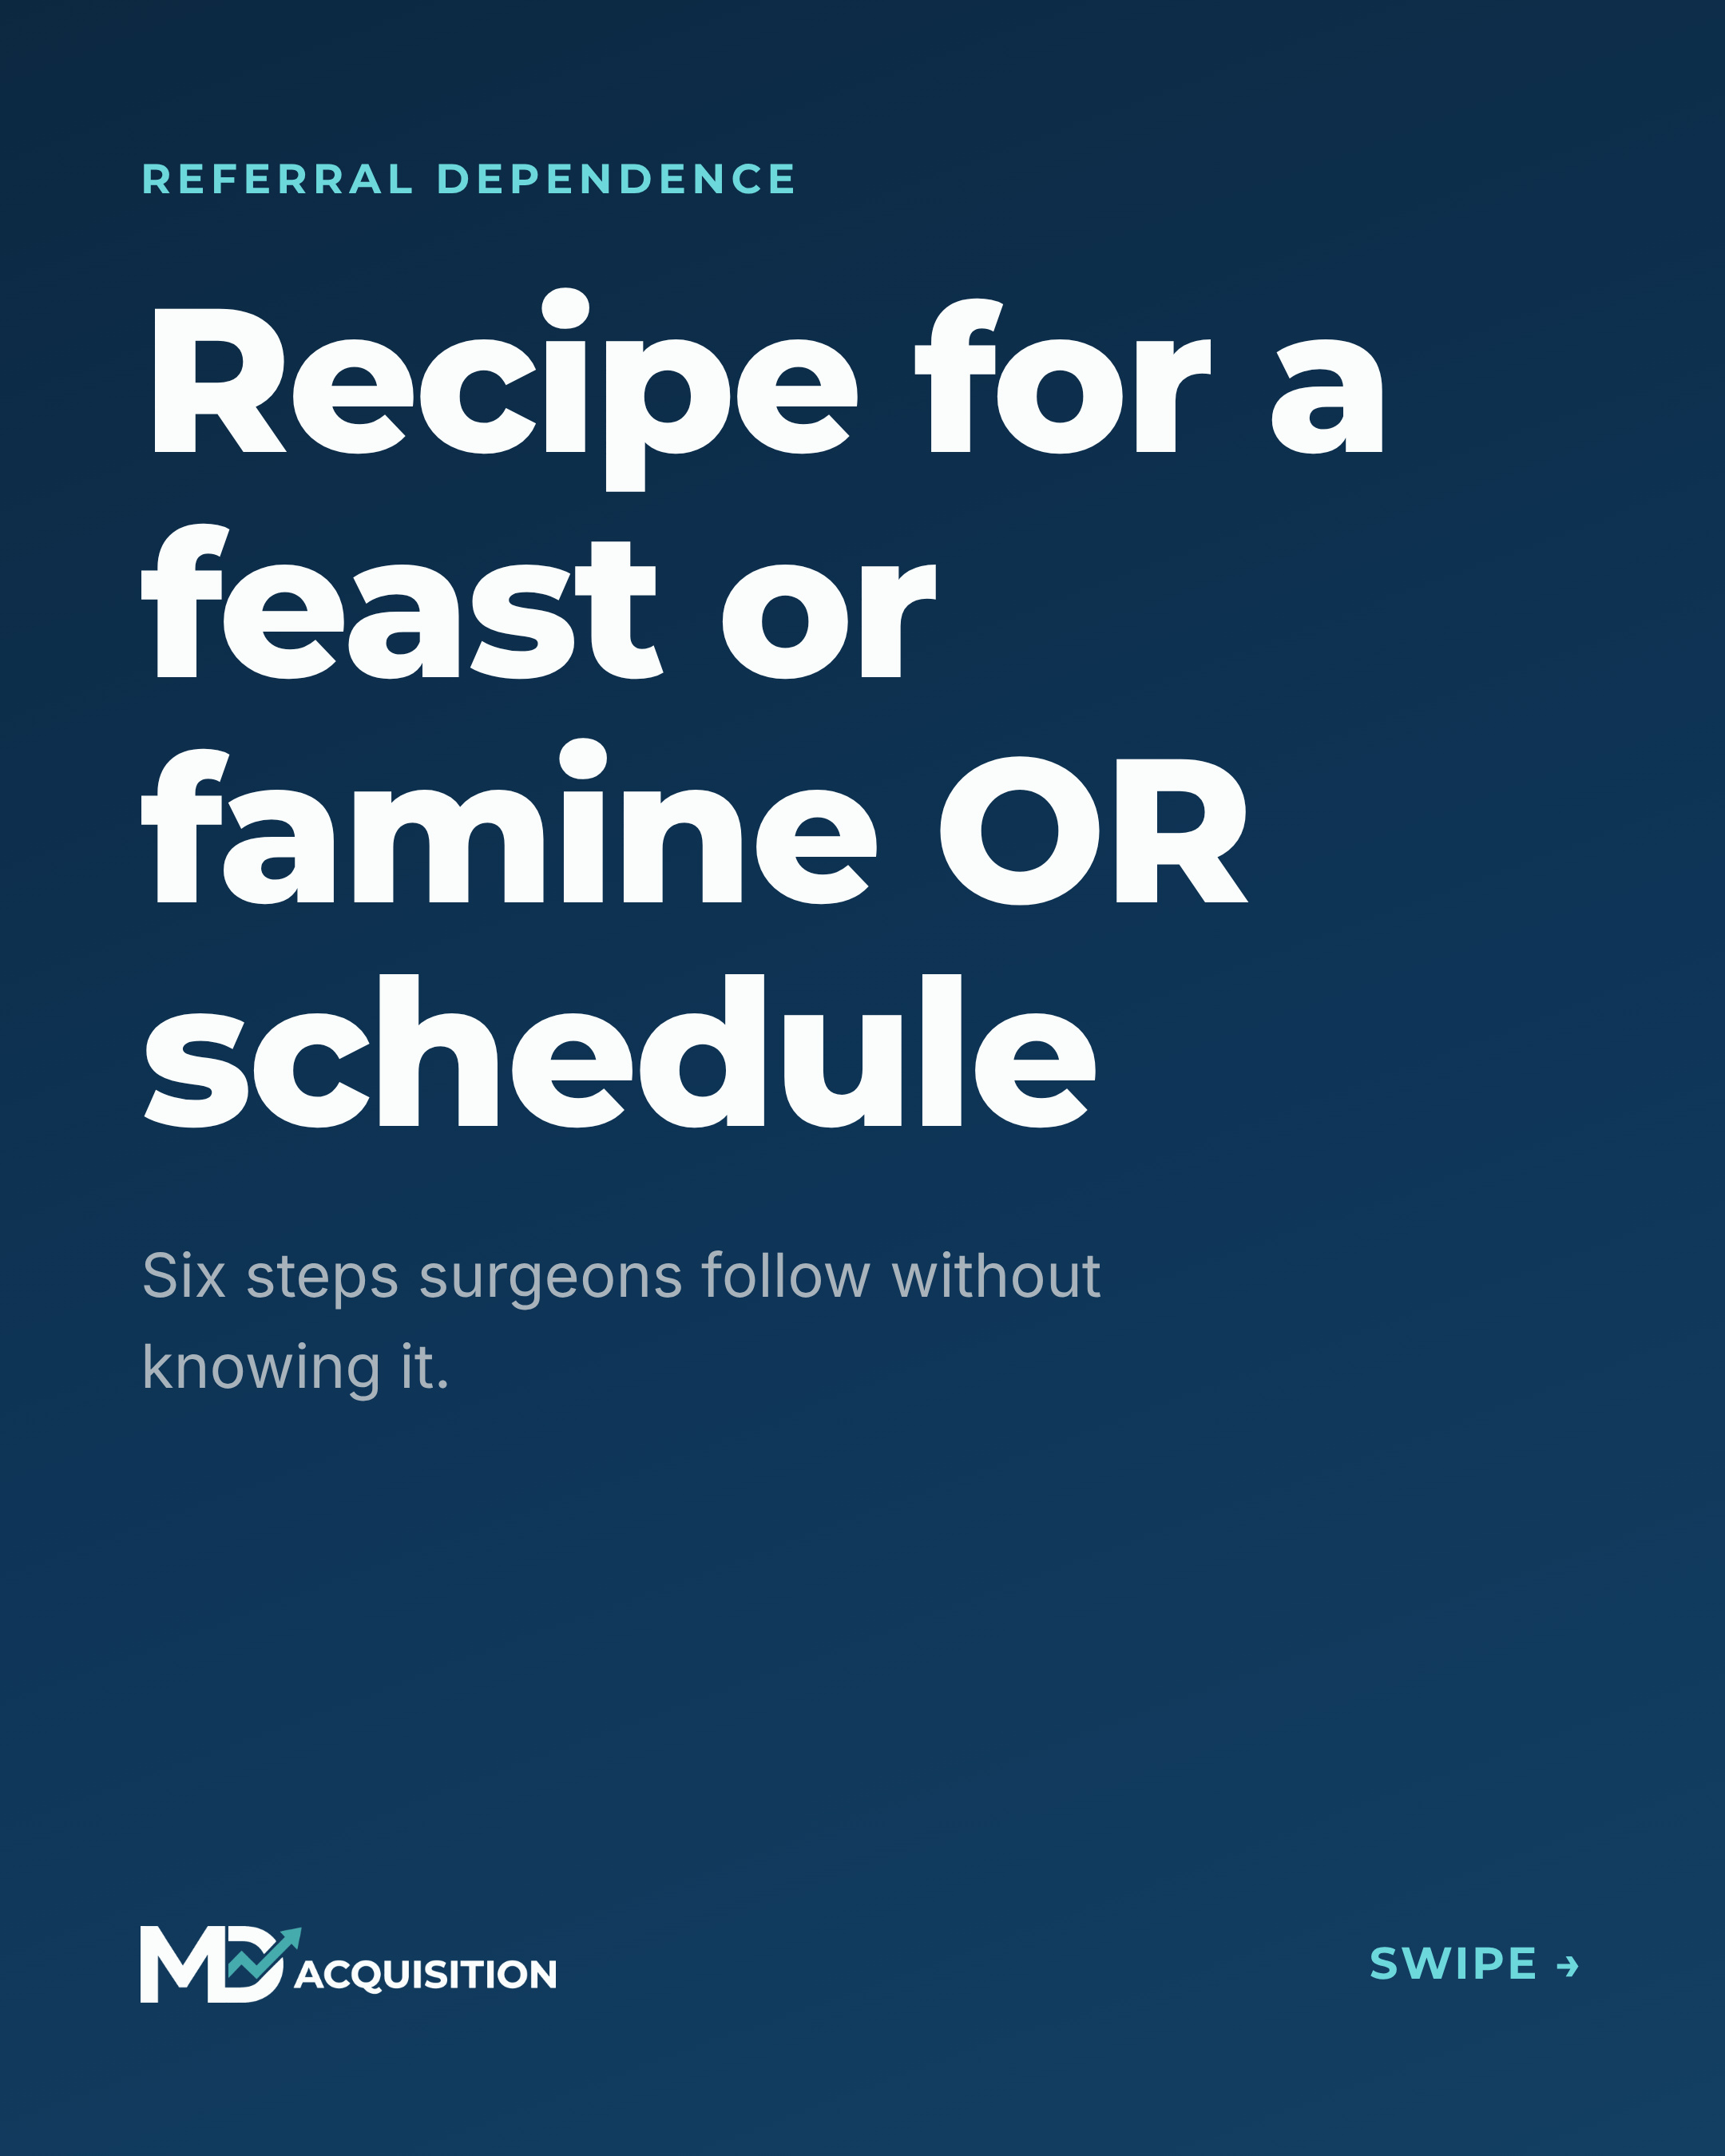 REFERRAL DEPENDENCE
Recipe for a
feast or
famine OR
schedule
Six steps surgeons follow without
knowing it.
MD ACQUISITION
SWIPE →